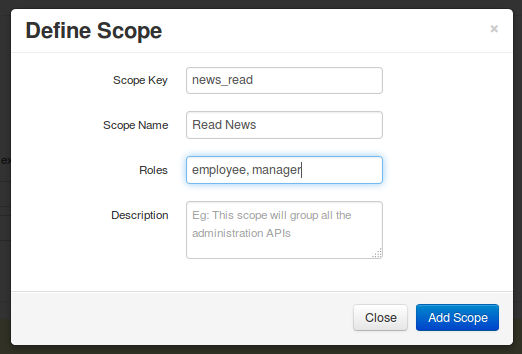 Define Scope
×
Scope Key
news_read
Scope Name
Read News
Roles
employee, manager
Description
Eg: This scope will group all the
administration APIs
Close
Add Scope